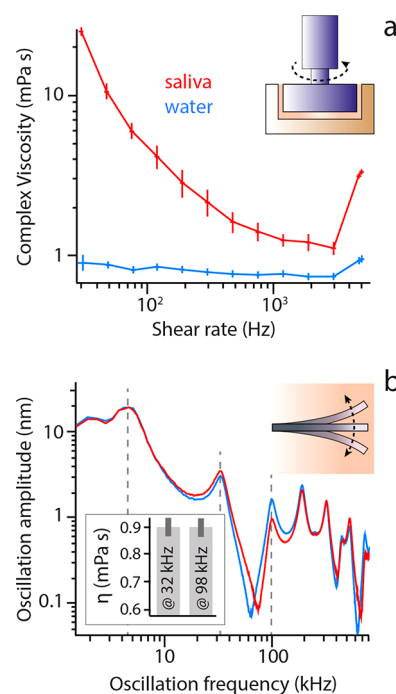 a
Complex Viscosity (mPa s)
10
1
saliva
water
10²
10³
Shear rate (Hz)
b
Oscillation amplitude (nm)
10
1
0.1
η (mPa s)
0.9
0.8
0.7
0.6
@ 32 kHz
@ 98 kHz
10
100
Oscillation frequency (kHz)